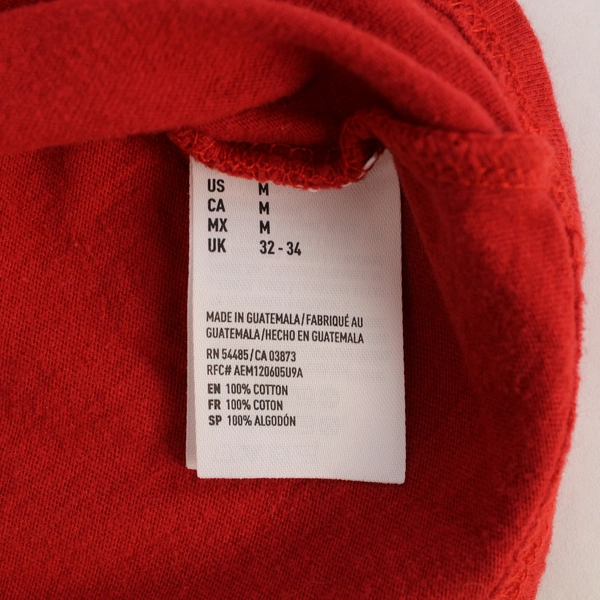 US M
CA M
MX M
UK 32 - 34
MADE IN GUATEMALA/FABRIQUÉ AU
GUATEMALA/HECHO EN GUATEMALA
RN 54485/CA 03873
RFC# AEM120605U9A
EN 100% COTTON
FR 100% COTON
SP 100% ALGODÓN